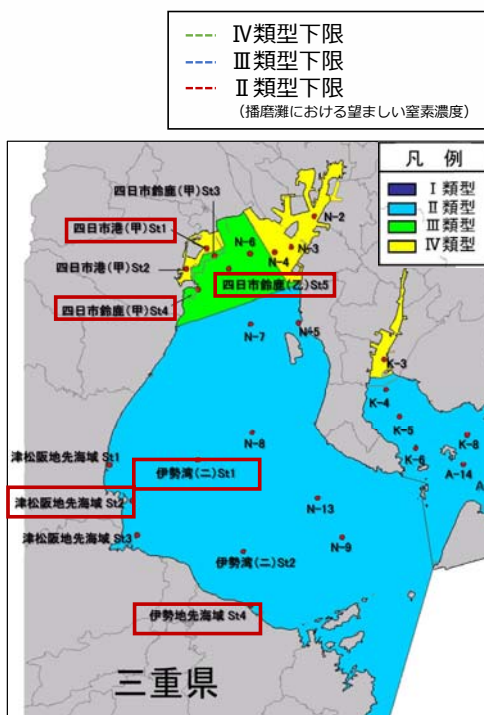 Ⅳ類型下限
Ⅲ類型下限
Ⅱ類型下限
(播磨灘における望ましい窒素濃度)
凡 例
Ⅰ類型
Ⅱ類型
Ⅲ類型
Ⅳ類型
四日市鈴鹿(甲)St3
N-2
四日市港(甲)St1
N-6
N-3
N-4
四日市港(甲)St2
四日市鈴鹿(乙)St5
四日市鈴鹿(甲)St4
N-7
N-5
K-3
K-4
K-5
N-8
K-8
K-6
津松阪地先海域 St1
A-14
伊勢湾(二)St1
A
津松阪地先海域 St2
N-13
津松阪地先海域 St3
N-9
伊勢湾(二)St2
伊勢地先海域 St4
三重県